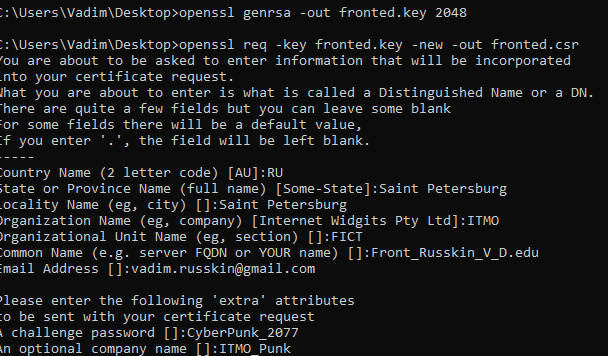 C:\Users\Vadim\Desktop>openssl genrsa -out fronted.key 2048
C:\Users\Vadim\Desktop>openssl req -key fronted.key -new -out fronted.csr
You are about to be asked to enter information that will be incorporated
into your certificate request.
What you are about to enter is what is called a Distinguished Name or a DN.
There are quite a few fields but you can leave some blank
For some fields there will be a default value,
If you enter '.', the field will be left blank.
-----
Country Name (2 letter code) [AU]:RU
State or Province Name (full name) [Some-State]:Saint Petersburg
Locality Name (eg, city) []:Saint Petersburg
Organization Name (eg, company) [Internet Widgits Pty Ltd]:ITMO
Organizational Unit Name (eg, section) []:FICT
Common Name (e.g. server FQDN or YOUR name) []:Front_Russkin_V_D.edu
Email Address []:vadim.russkin@gmail.com
Please enter the following 'extra' attributes
to be sent with your certificate request
A challenge password []:CyberPunk_2077
An optional company name []:ITMO_Punk